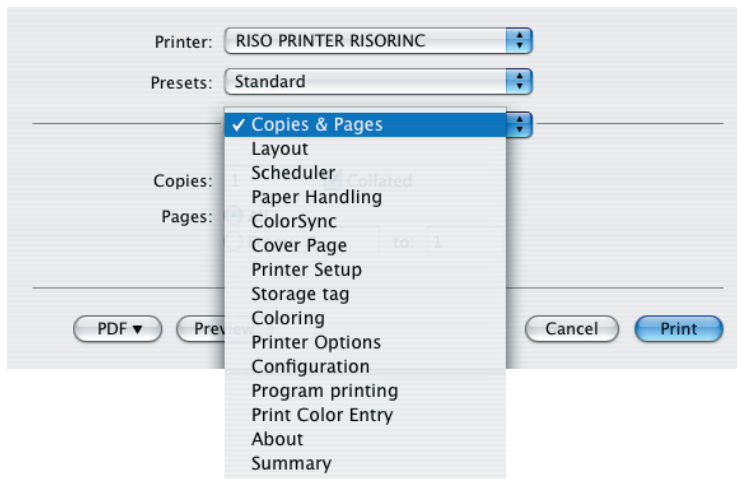 Printer: RISO PRINTER RISORINC
Presets: Standard
✓ Copies & Pages
Layout
Scheduler
Paper Handling
ColorSync
Cover Page
Printer Setup
Storage tag
Coloring
Printer Options
Configuration
Program printing
Print Color Entry
About
Summary
Copies: 1 Collated
Pages:
to: 1
PDF ▼
Cancel
Print